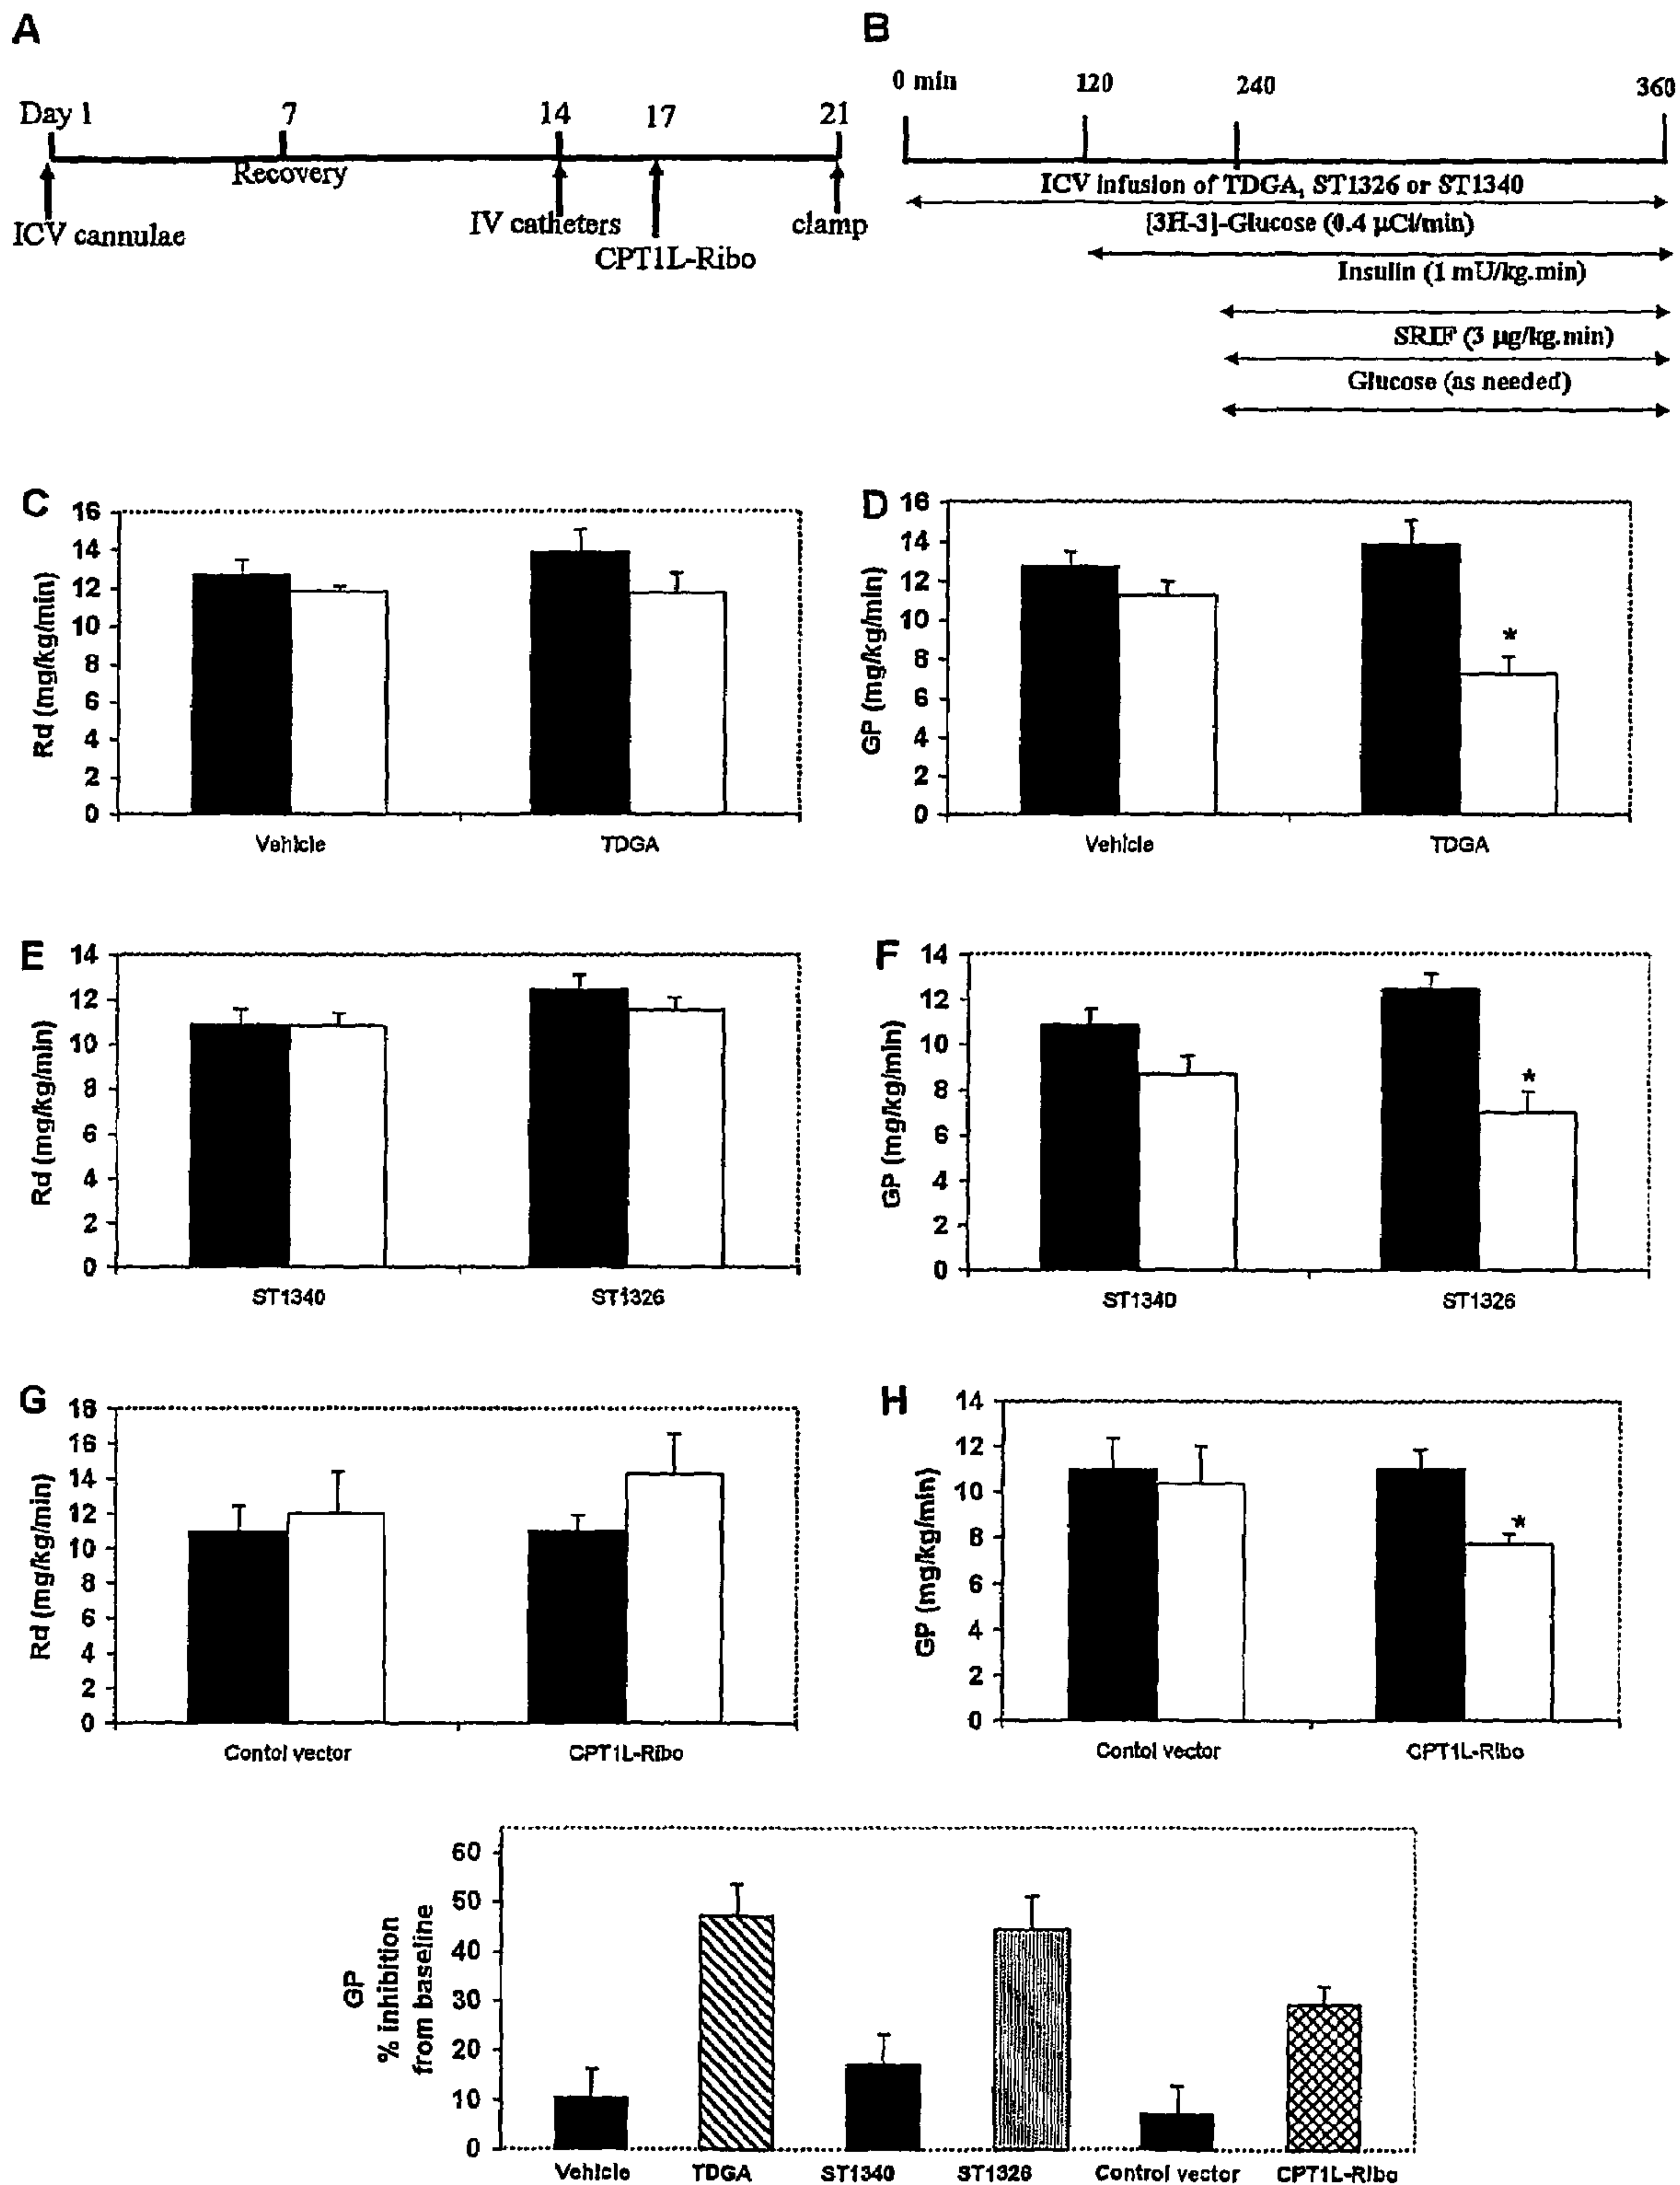 A
Day 1
7
14
17
21
Recovery
ICV cannulae
IV catheters
clamp
CPT1L-Ribo
B
0 min
120
240
360
ICV infusion of TDGA, ST1326 or ST1340
[3H-3]-Glucose (0.4 µCi/min)
Insulin (1 mU/kg.min)
SRIF (3 µg/kg.min)
Glucose (as needed)
C
Rd (mg/kg/min)
16
14
12
10
8
6
4
2
0
Vehicle
TDGA
D
GP (mg/kg/min)
16
14
12
10
8
6
4
2
0
*
Vehicle
TDGA
E
Rd (mg/kg/min)
14
12
10
8
6
4
2
0
ST1340
ST1326
F
GP (mg/kg/min)
14
12
10
8
6
4
2
0
*
ST1340
ST1326
G
Rd (mg/kg/min)
18
16
14
12
10
8
6
4
2
0
Contol vector
CPT1L-Ribo
H
GP (mg/kg/min)
14
12
10
8
6
4
2
0
*
Contol vector
CPT1L-Ribo
GP
% inhibition
from baseline
60
50
40
30
20
10
0
Vehicle
TDGA
ST1340
ST1326
Control vector
CPT1L-Ribo